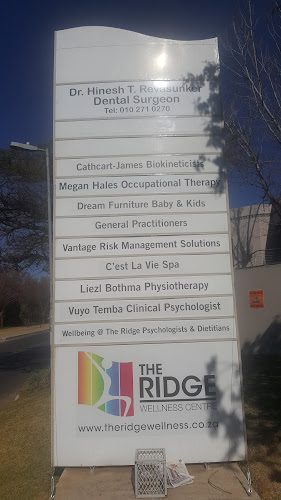 Dr. Hinesh T. Revasunker
Dental Surgeon
Tel: 010 271 0270
Cathcart-James Biokineticists
Megan Hales Occupational Therapy
Dream Furniture Baby & Kids
General Practitioners
Vantage Risk Management Solutions
C'est La Vie Spa
Liezl Bothma Physiotherapy
Vuyo Temba Clinical Psychologist
Wellbeing @ The Ridge Psychologists & Dietitians
THE
RIDGE
WELLNESS CENTRE
www.theridgewellness.co.za